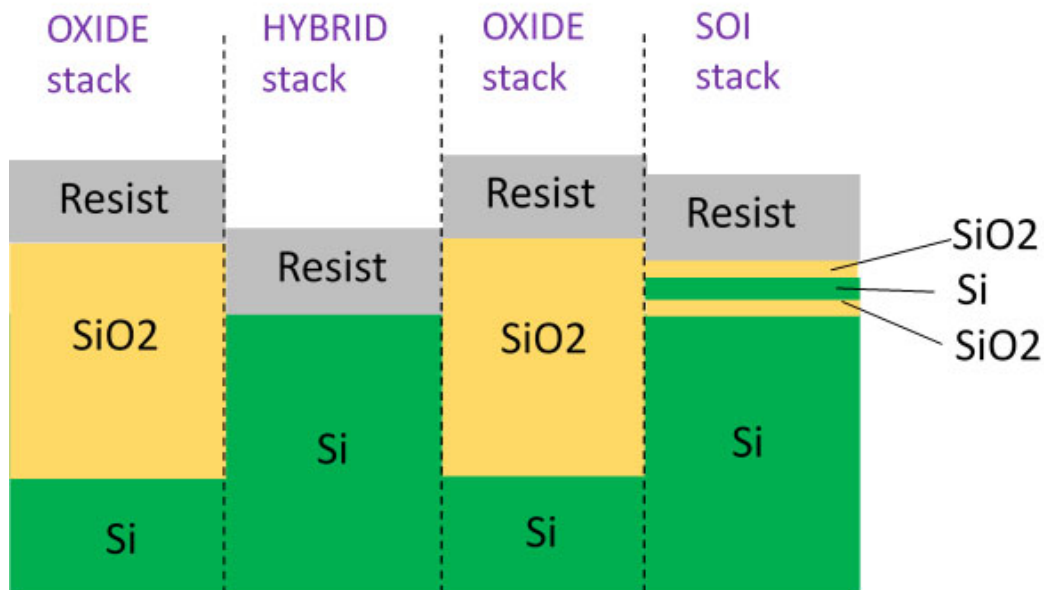 OXIDE
stack
HYBRID
stack
OXIDE
stack
SOI
stack
Resist
Resist
Resist
Resist
SiO2
Si
SiO2
SiO2
SiO2
Si
Si
Si
Si